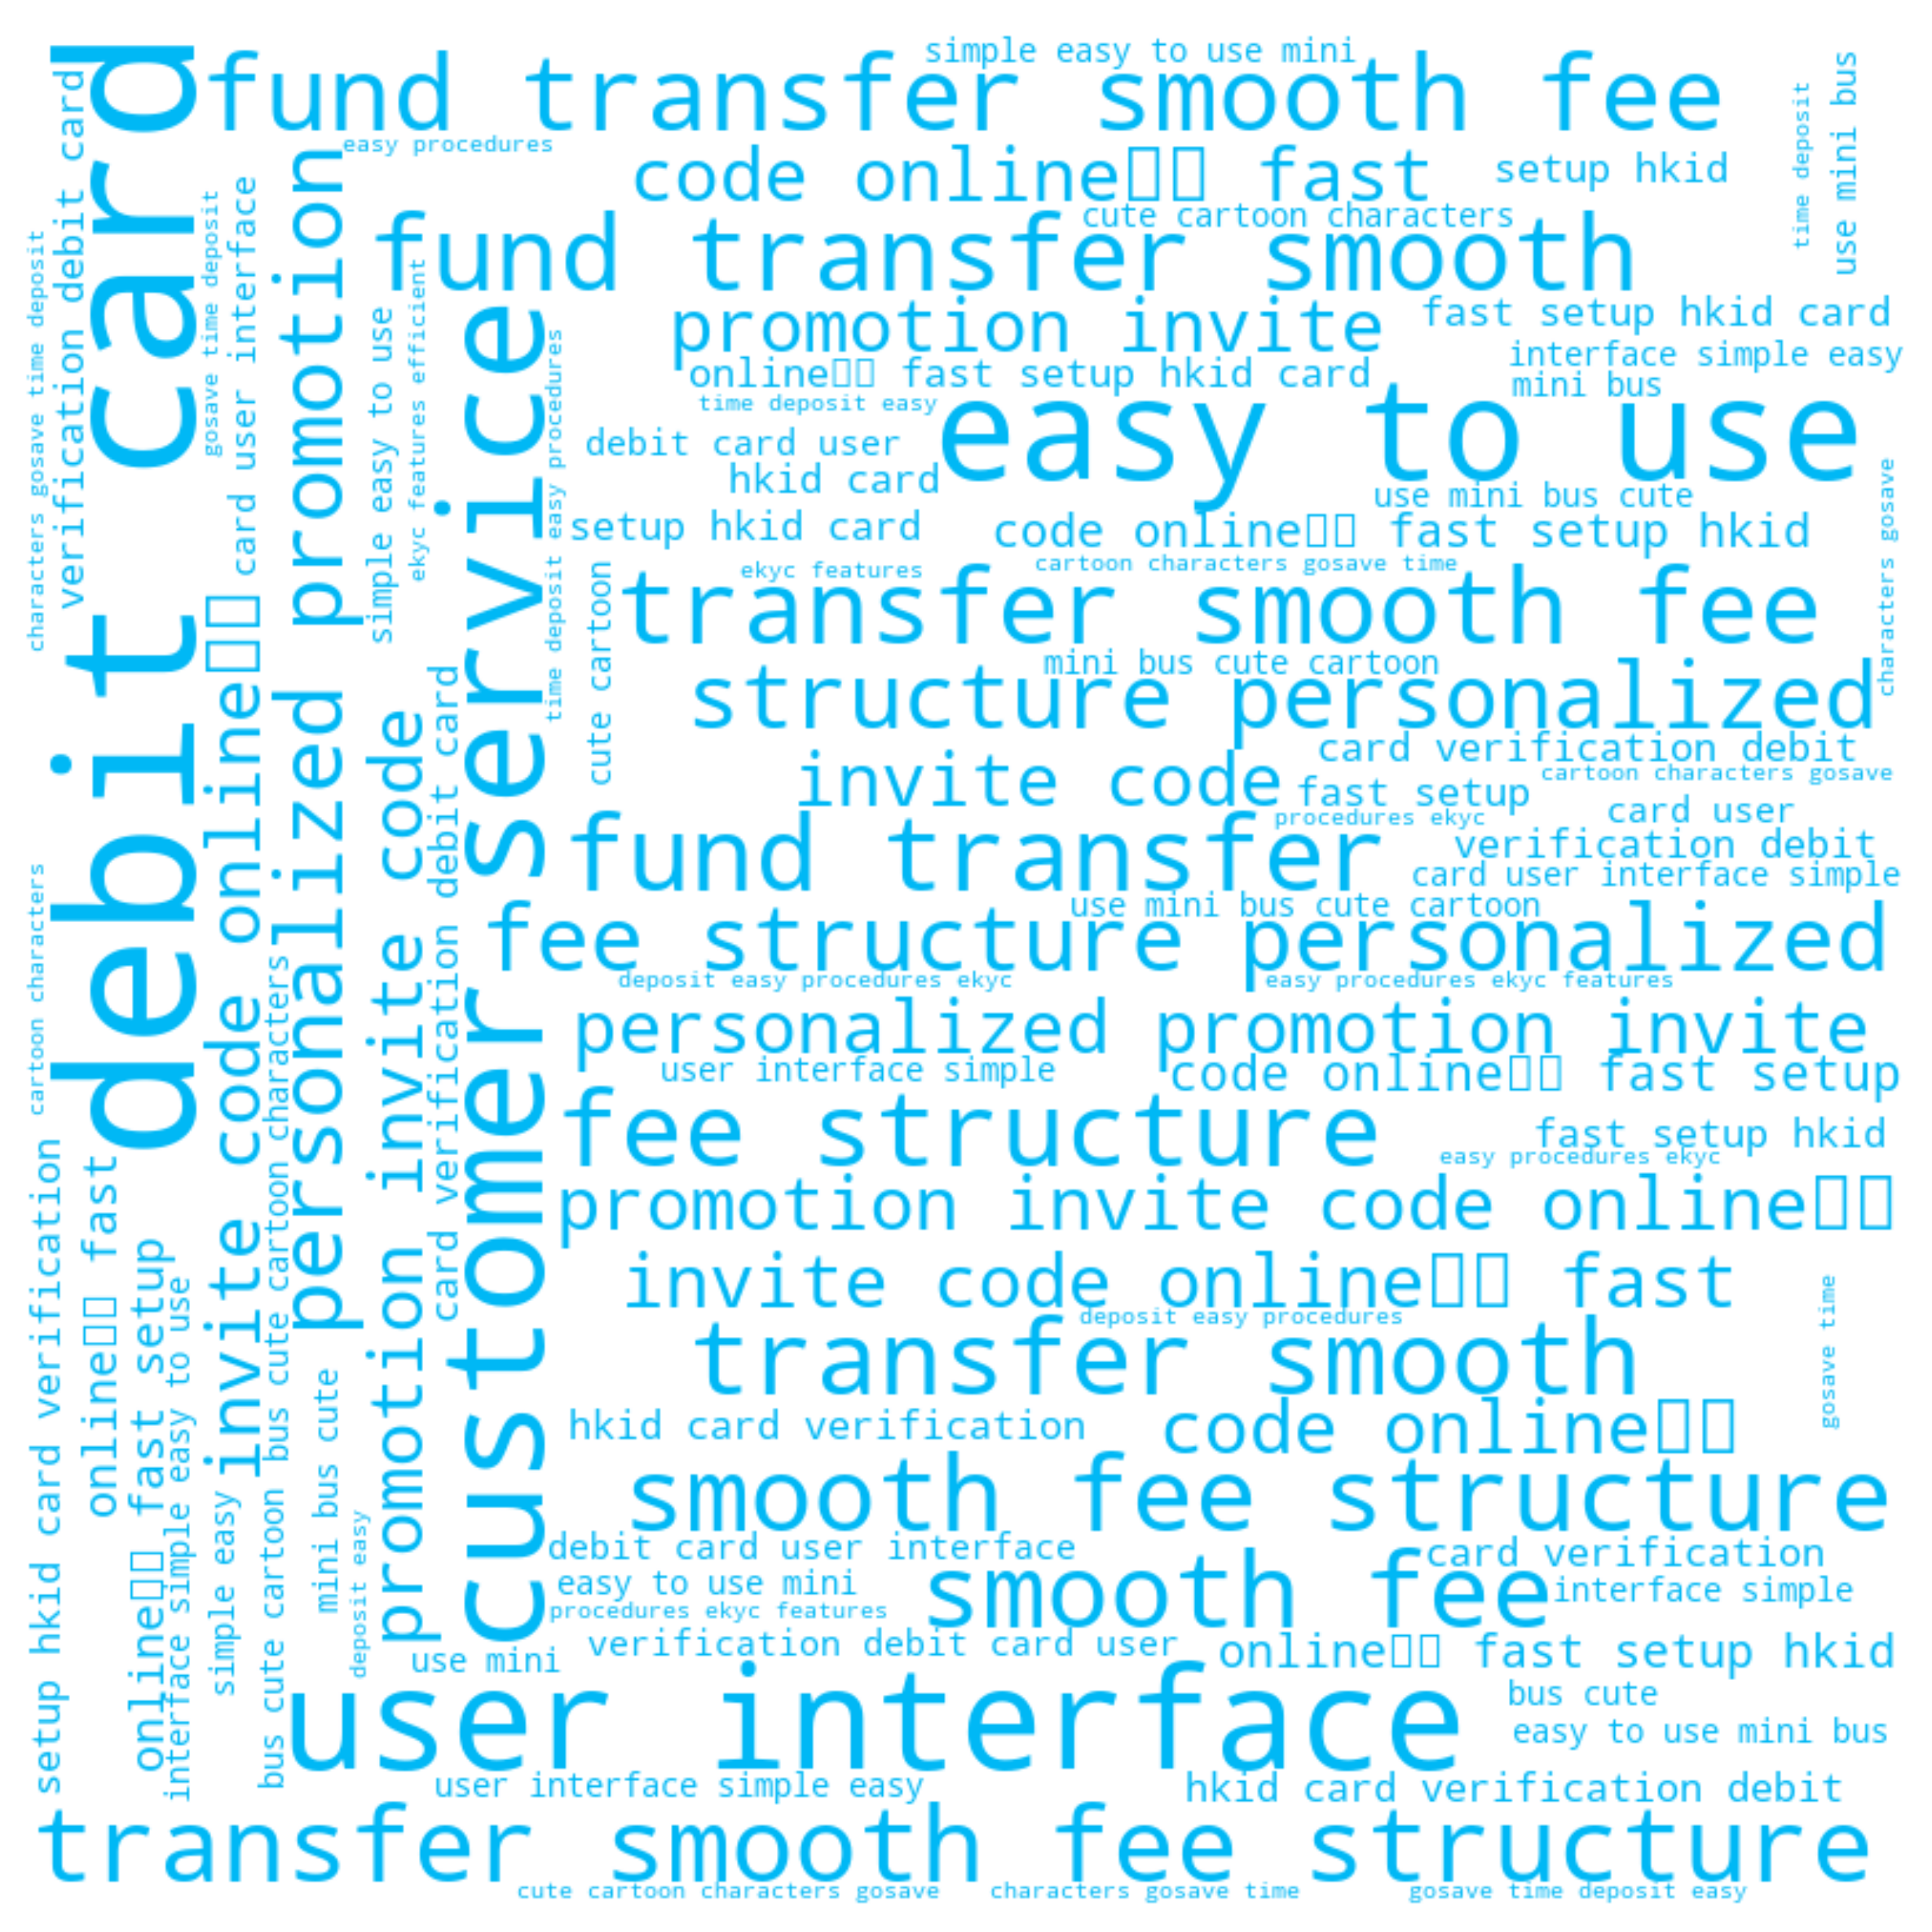 simple easy to use mini
fund transfer smooth fee
easy procedures
code online□□ fast
setup hkid
time deposit
use mini bus
cute cartoon characters
fund transfer smooth
promotion invite
fast setup hkid card
interface simple easy
online□□ fast setup hkid card
mini bus
time deposit easy
easy to use
debit card user
hkid card
use mini bus cute
setup hkid card
code online□□ fast setup hkid
characters gosave
cartoon characters gosave time
ekyc features
transfer smooth fee
mini bus cute cartoon
structure personalized
card verification debit
invite code
cartoon characters gosave
fast setup
card user
procedures ekyc
fund transfer
verification debit
card user interface simple
use mini bus cute cartoon
fee structure personalized
deposit easy procedures ekyc
easy procedures ekyc features
personalized promotion invite
user interface simple
code online□□ fast setup
fee structure
fast setup hkid
easy procedures ekyc
promotion invite code online□□
invite code online□□ fast
deposit easy procedures
transfer smooth
gosave time
hkid card verification
code online□□
smooth fee structure
debit card user interface
card verification
easy to use mini
smooth fee
interface simple
procedures ekyc features
verification debit card user
online□□ fast setup hkid
use mini
user interface
bus cute
easy to use mini bus
user interface simple easy
hkid card verification debit
transfer smooth fee structure
cute cartoon characters gosave
characters gosave time
gosave time deposit easy
characters gosave time deposit
cartoon characters
setup hkid card verification
verification debit card
online□□ fast
debit card
online□□ fast setup
interface simple easy to use
gosave time deposit
simple easy
card user interface
invite code online□□
bus cute cartoon characters
bus cute cartoon
personalized promotion
mini bus cute
deposit easy
simple easy to use
promotion invite code
ekyc features efficient
card verification debit card
customer service
time deposit easy procedures
cute cartoon